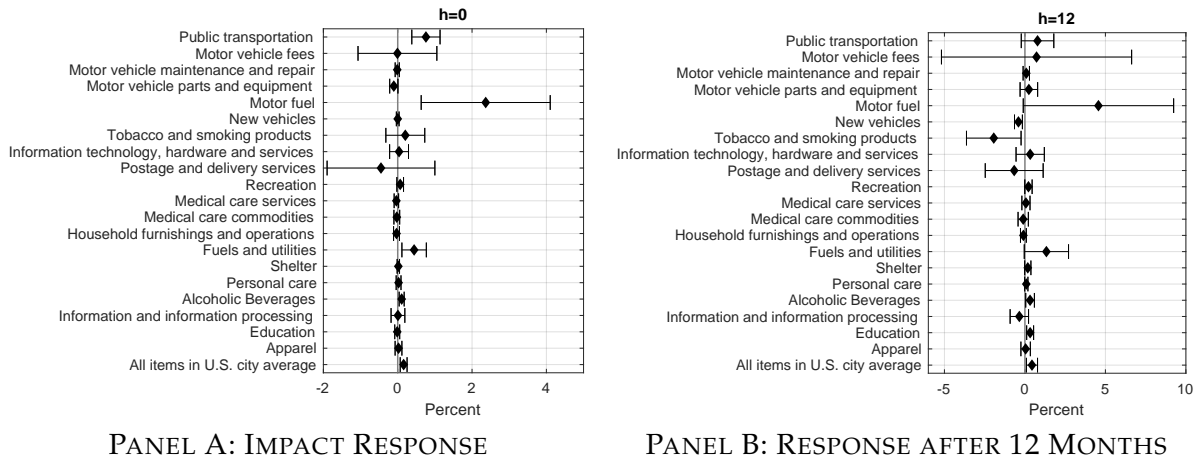 h=0
Public transportation
Motor vehicle fees
Motor vehicle maintenance and repair
Motor vehicle parts and equipment
Motor fuel
New vehicles
Tobacco and smoking products
Information technology, hardware and services
Postage and delivery services
Recreation
Medical care services
Medical care commodities
Household furnishings and operations
Fuels and utilities
Shelter
Personal care
Alcoholic Beverages
Information and information processing
Education
Apparel
All items in U.S. city average
-2 0 2 4
Percent
PANEL A: IMPACT RESPONSE
h=12
Public transportation
Motor vehicle fees
Motor vehicle maintenance and repair
Motor vehicle parts and equipment
Motor fuel
New vehicles
Tobacco and smoking products
Information technology, hardware and services
Postage and delivery services
Recreation
Medical care services
Medical care commodities
Household furnishings and operations
Fuels and utilities
Shelter
Personal care
Alcoholic Beverages
Information and information processing
Education
Apparel
All items in U.S. city average
-5 0 5 10
Percent
PANEL B: RESPONSE AFTER 12 MONTHS